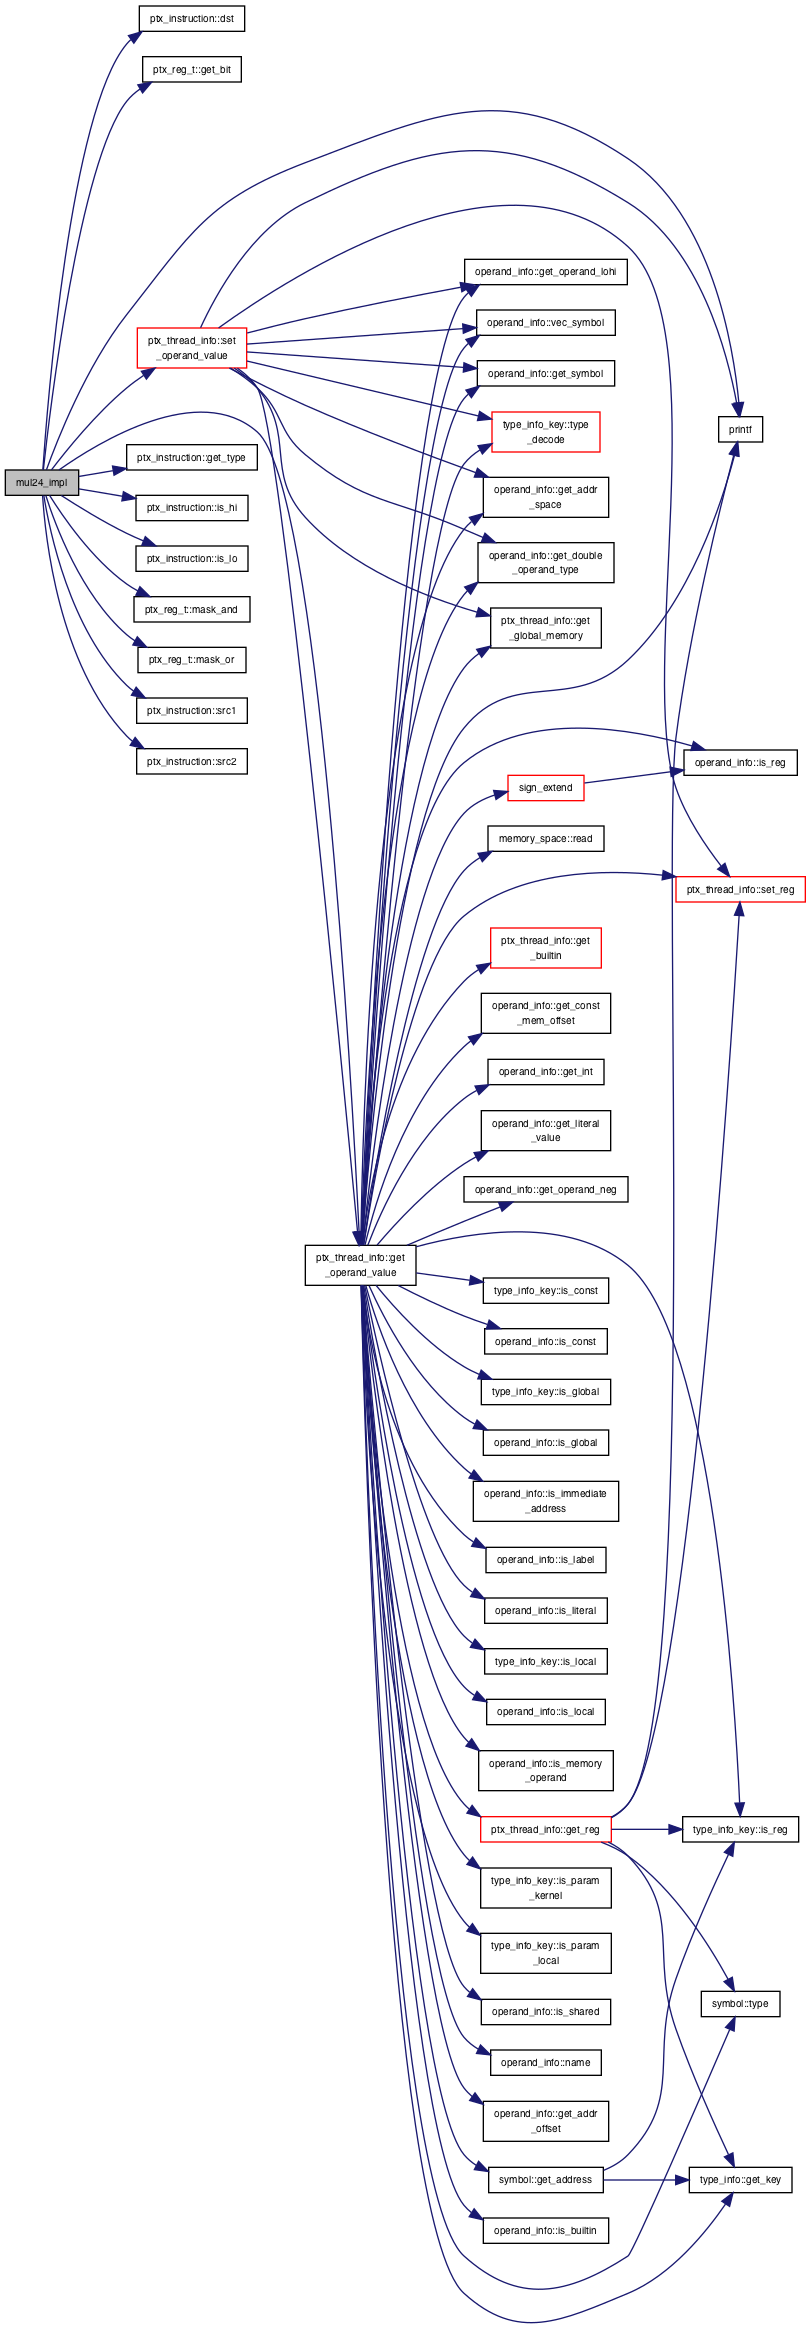 ptx_instruction::dst
ptx_reg_t::get_bit
operand_info::get_operand_lohi
operand_info::vec_symbol
ptx_thread_info::set
_operand_value
operand_info::get_symbol
type_info_key::type
_decode
printf
ptx_instruction::get_type
mul24_impl
operand_info::get_addr
_space
ptx_instruction::is_hi
ptx_instruction::is_lo
operand_info::get_double
_operand_type
ptx_reg_t::mask_and
ptx_thread_info::get
_global_memory
ptx_reg_t::mask_or
ptx_instruction::src1
ptx_instruction::src2
operand_info::is_reg
sign_extend
memory_space::read
ptx_thread_info::set_reg
ptx_thread_info::get
_builtin
operand_info::get_const
_mem_offset
operand_info::get_int
operand_info::get_literal
_value
operand_info::get_operand_neg
ptx_thread_info::get
_operand_value
type_info_key::is_const
operand_info::is_const
type_info_key::is_global
operand_info::is_global
operand_info::is_immediate
_address
operand_info::is_label
operand_info::is_literal
type_info_key::is_local
operand_info::is_local
operand_info::is_memory
_operand
ptx_thread_info::get_reg
type_info_key::is_reg
type_info_key::is_param
_kernel
type_info_key::is_param
_local
symbol::type
operand_info::is_shared
operand_info::name
operand_info::get_addr
_offset
symbol::get_address
type_info::get_key
operand_info::is_builtin